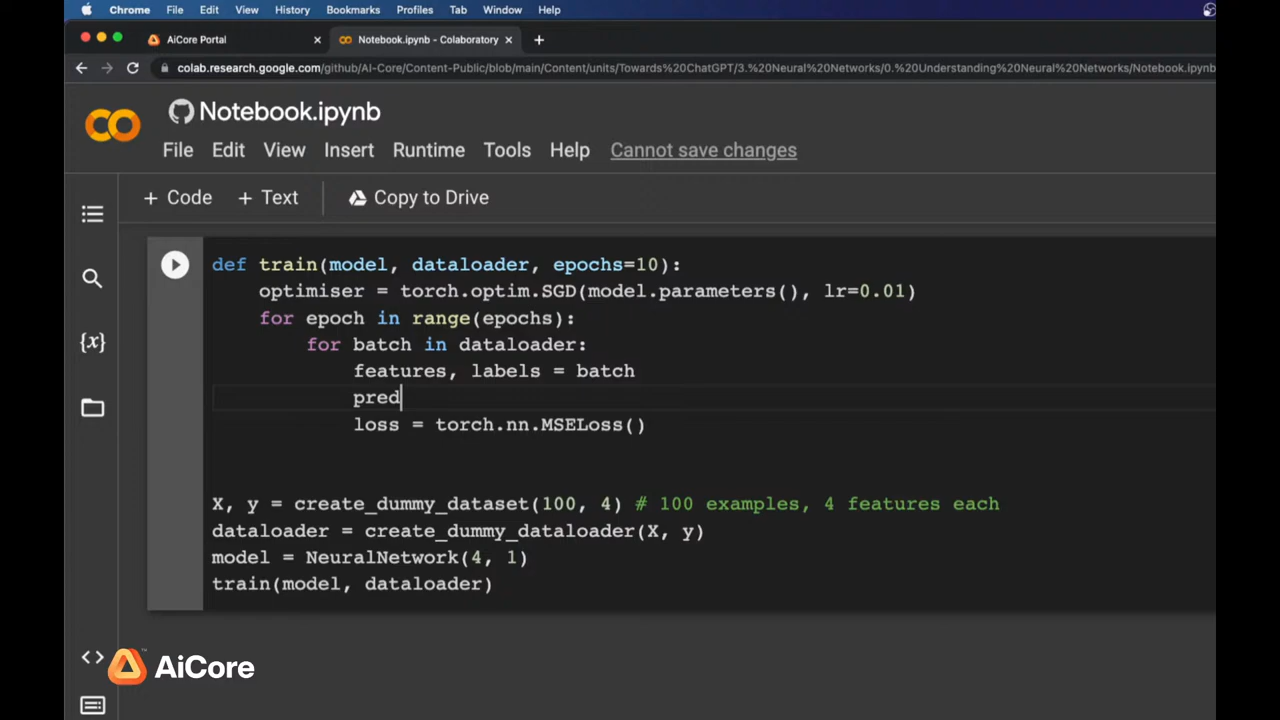 Chrome File Edit View History Bookmarks Profiles Tab Window Help
AiCore Portal × Notebook.ipynb - Colaboratory × +
colab.research.google.com/github/AI-Core/Content-Public/blob/main/Content/units/Towards%20ChatGPT/3.%20Neural%20Networks/0.%20Understanding%20Neural%20Networks/Notebook.ipynb
Notebook.ipynb
File Edit View Insert Runtime Tools Help Cannot save changes
+ Code + Text Copy to Drive
def train(model, dataloader, epochs=10):
optimiser = torch.optim.SGD(model.parameters(), lr=0.01)
for epoch in range(epochs):
for batch in dataloader:
features, labels = batch
pred
loss = torch.nn.MSELoss()
X, y = create_dummy_dataset(100, 4) # 100 examples, 4 features each
dataloader = create_dummy_dataloader(X, y)
model = NeuralNetwork(4, 1)
train(model, dataloader)
{x}
<>
AiCore